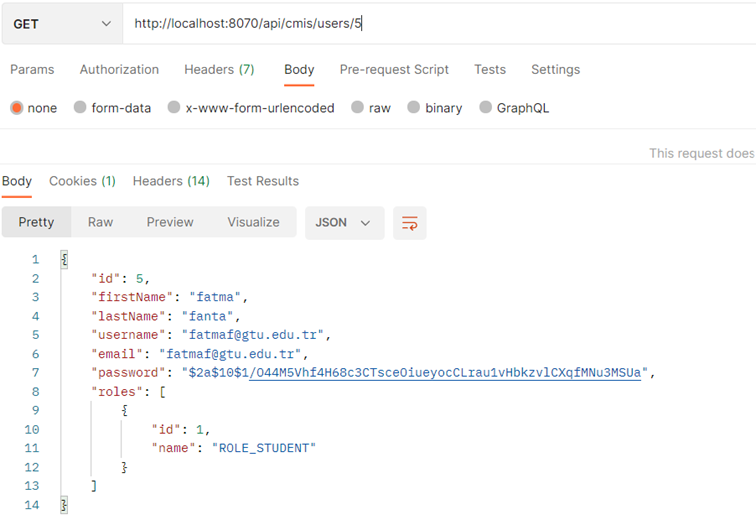 GET http://localhost:8070/api/cmis/users/5
Params Authorization Headers (7) Body Pre-request Script Tests Settings
none form-data x-www-form-urlencoded raw binary GraphQL
This request does
Body Cookies (1) Headers (14) Test Results
Pretty Raw Preview Visualize JSON
1 {
2 "id": 5,
3 "firstName": "fatma",
4 "lastName": "fanta",
5 "username": "fatmaf@gtu.edu.tr",
6 "email": "fatmaf@gtu.edu.tr",
7 "password": "$2a$10$1/O44M5Vhf4H68c3CTsceOiueyocCLrau1vHbkzvlCXqfMNu3MSUa",
8 "roles": [
9 {
10 "id": 1,
11 "name": "ROLE_STUDENT"
12 }
13 ]
14 }